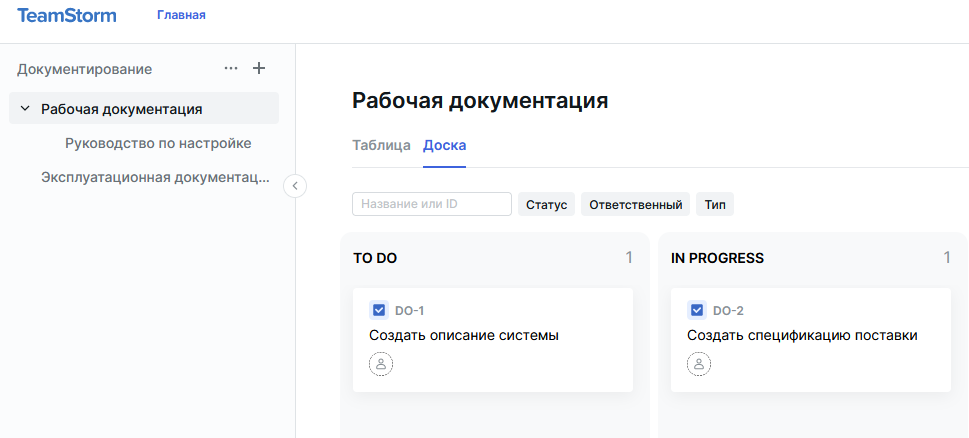 TeamStorm
Главная
Документирование
Рабочая документация
Руководство по настройке
Эксплуатационная документац...
Рабочая документация
Таблица Доска
Название или ID Статус Ответственный Тип
TO DO 1
DO-1
Создать описание системы
IN PROGRESS 1
DO-2
Создать спецификацию поставки